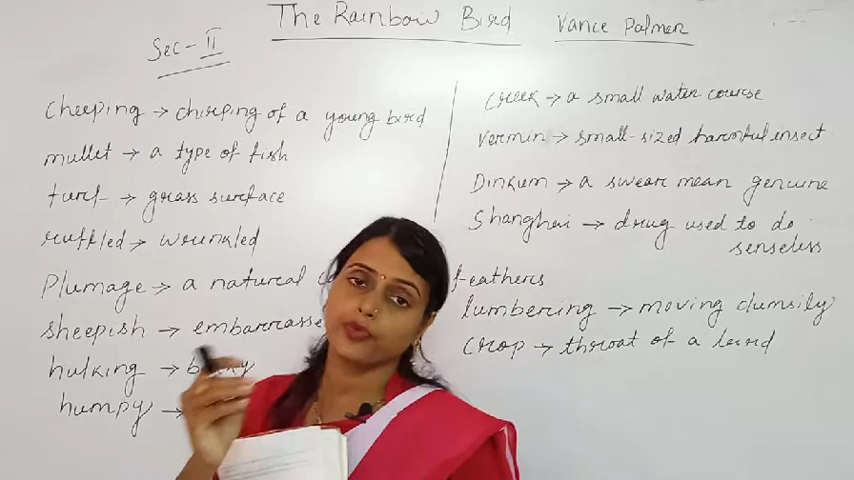 The Rainbow Bird
Vance Palmer
Sec-II
cheeping → chirping of a young bird
mullet → a type of fish
turf → grass surface
ruffled → wrinkled
Plumage → a natural feathers
sheepish → embarrasse
hulking →
humpy →
creek → a small water course
vermin → small-sized harmful insect
Dinkum → a swear mean genuine
Shanghai → drug used to do
senseless
lumbering → moving clumsily
crop → throat of a bird